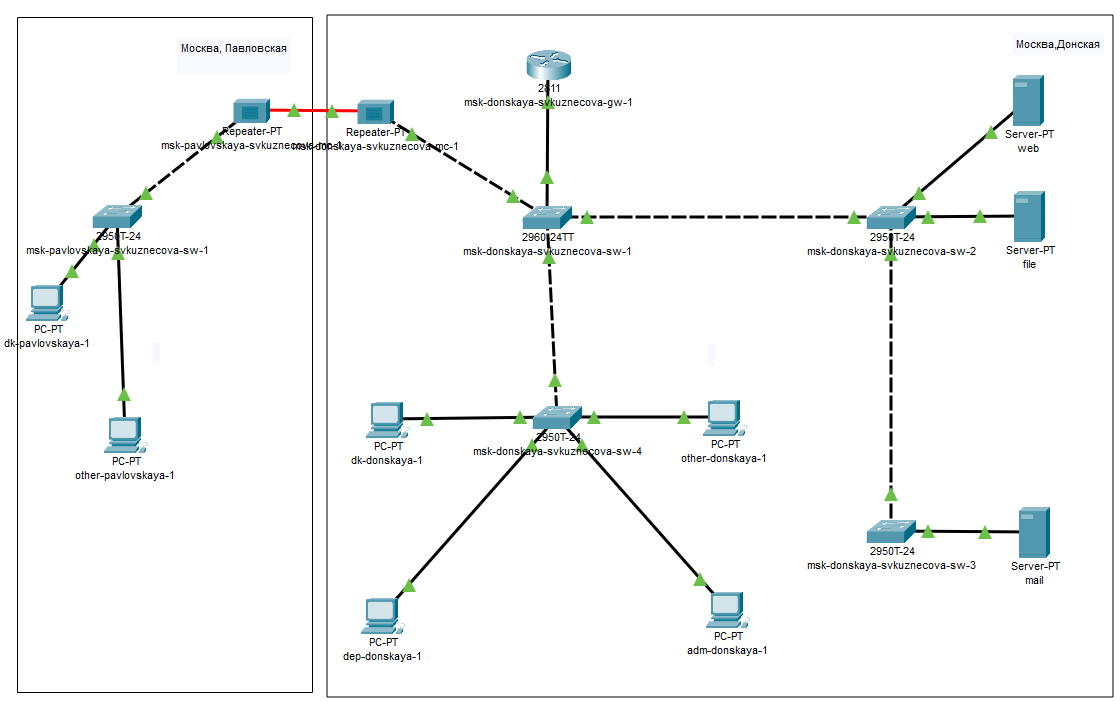 Москва, Павловская
Repeater-PT
msk-pavlovskaya-svkuznecova-mc-1
2950T-24
msk-pavlovskaya-svkuznecova-sw-1
PC-PT
dk-pavlovskaya-1
PC-PT
other-pavlovskaya-1
Москва,Донская
2811
msk-donskaya-svkuznecova-gw-1
Repeater-PT
msk-donskaya-svkuznecova-mc-1
2960-24TT
msk-donskaya-svkuznecova-sw-1
2950T-24
msk-donskaya-svkuznecova-sw-2
Server-PT
web
Server-PT
file
2950T-24
msk-donskaya-svkuznecova-sw-4
PC-PT
dk-donskaya-1
PC-PT
other-donskaya-1
PC-PT
dep-donskaya-1
PC-PT
adm-donskaya-1
2950T-24
msk-donskaya-svkuznecova-sw-3
Server-PT
mail